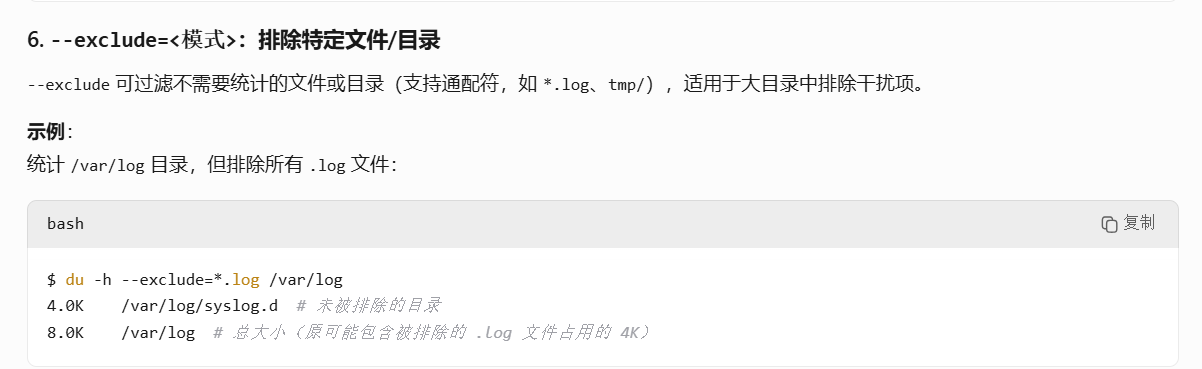 6. --exclude=<模式>：排除特定文件/目录
--exclude 可过滤不需要统计的文件或目录（支持通配符，如 *.log、tmp/），适用于大目录中排除干扰项。
示例：
统计 /var/log 目录，但排除所有 .log 文件：
bash
复制
$ du -h --exclude=*.log /var/log
4.0K    /var/log/syslog.d  # 未被排除的目录
8.0K    /var/log  # 总大小（原可能包含被排除的 .log 文件占用的 4K）